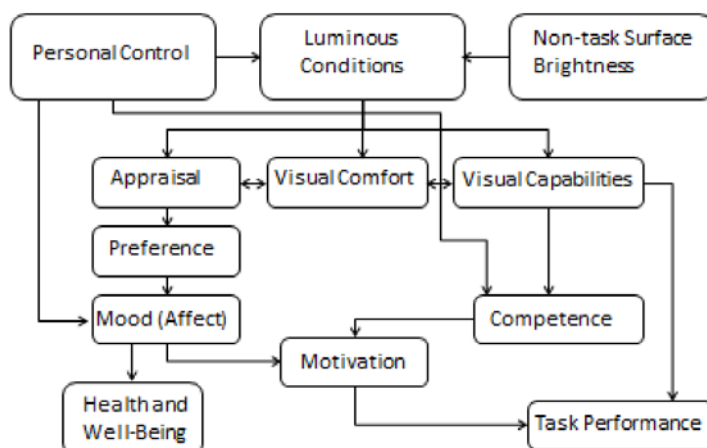 Personal Control
Luminous
Conditions
Non-task Surface
Brightness
Appraisal
Visual Comfort
Visual Capabilities
Preference
Mood (Affect)
Competence
Motivation
Health and
Well-Being
Task Performance